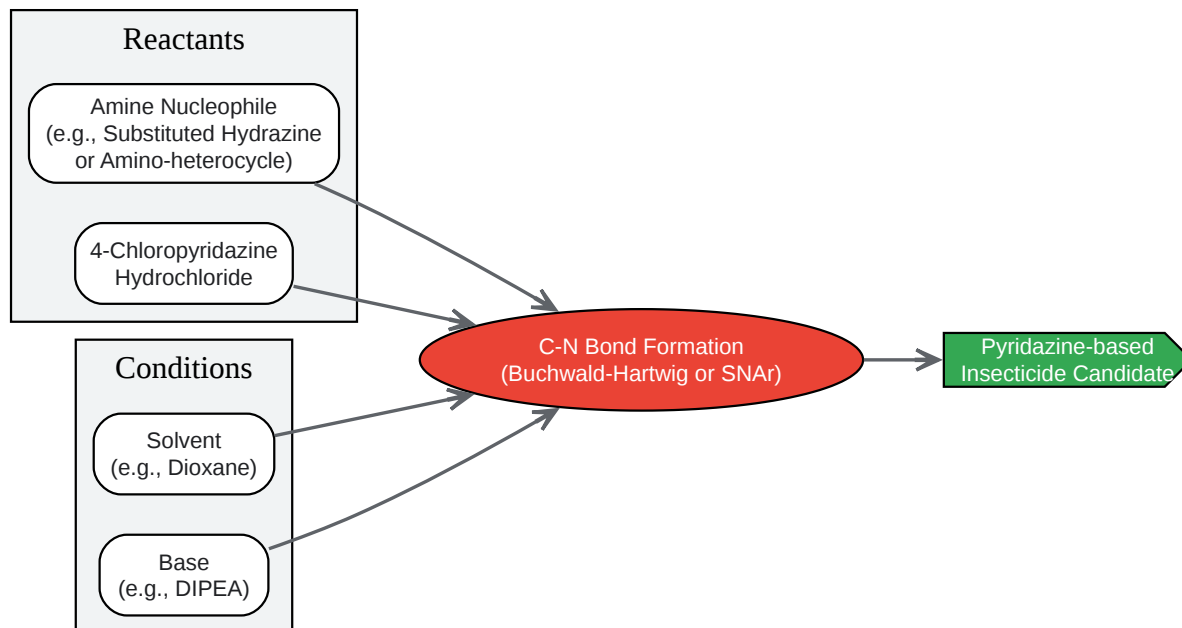 Reactants
Amine Nucleophile
(e.g., Substituted Hydrazine
or Amino-heterocycle)
4-Chloropyridazine
Hydrochloride
Conditions
Solvent
(e.g., Dioxane)
Base
(e.g., DIPEA)
C-N Bond Formation
(Buchwald-Hartwig or SNAr)
Pyridazine-based
Insecticide Candidate